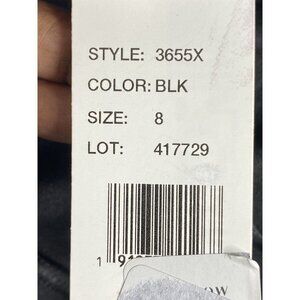 STYLE: 3655X
COLOR: BLK
SIZE: 8
LOT: 417729